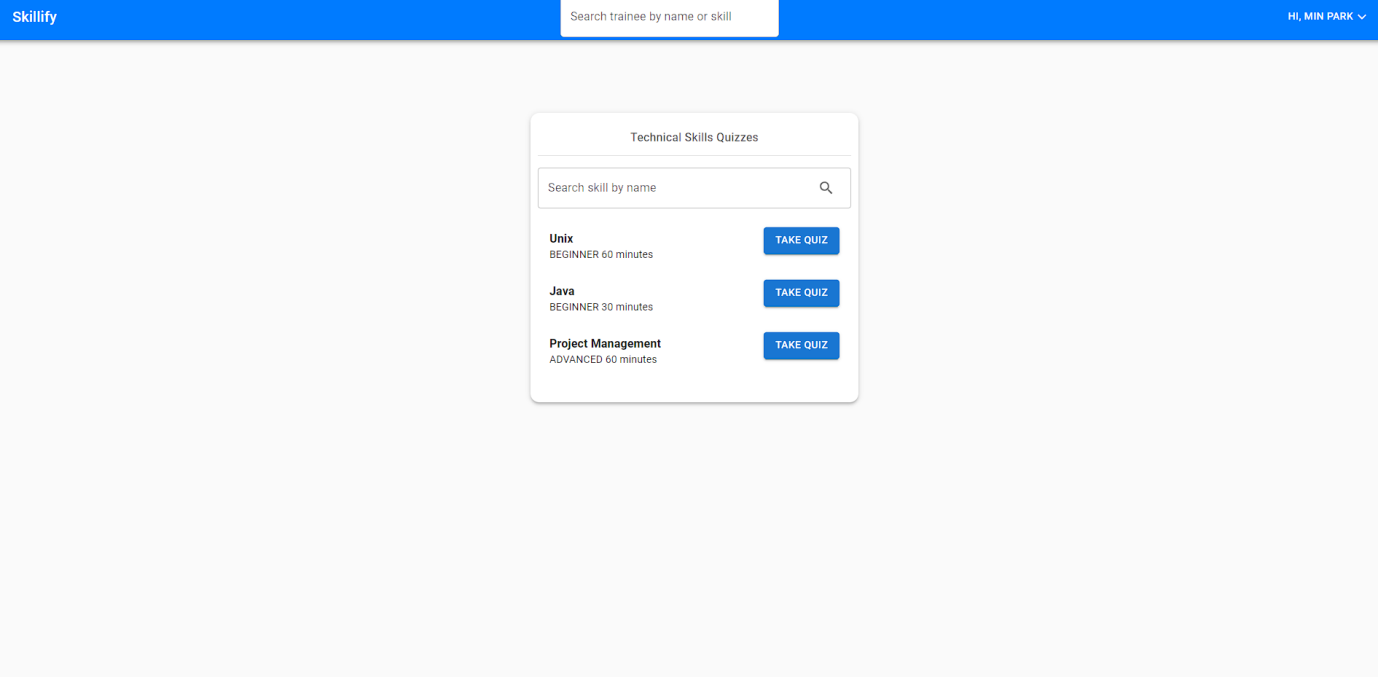 Skillify
Search trainee by name or skill
HI, MIN PARK
Technical Skills Quizzes
Search skill by name
Unix
TAKE QUIZ
BEGINNER 60 minutes
Java
TAKE QUIZ
BEGINNER 30 minutes
Project Management
TAKE QUIZ
ADVANCED 60 minutes